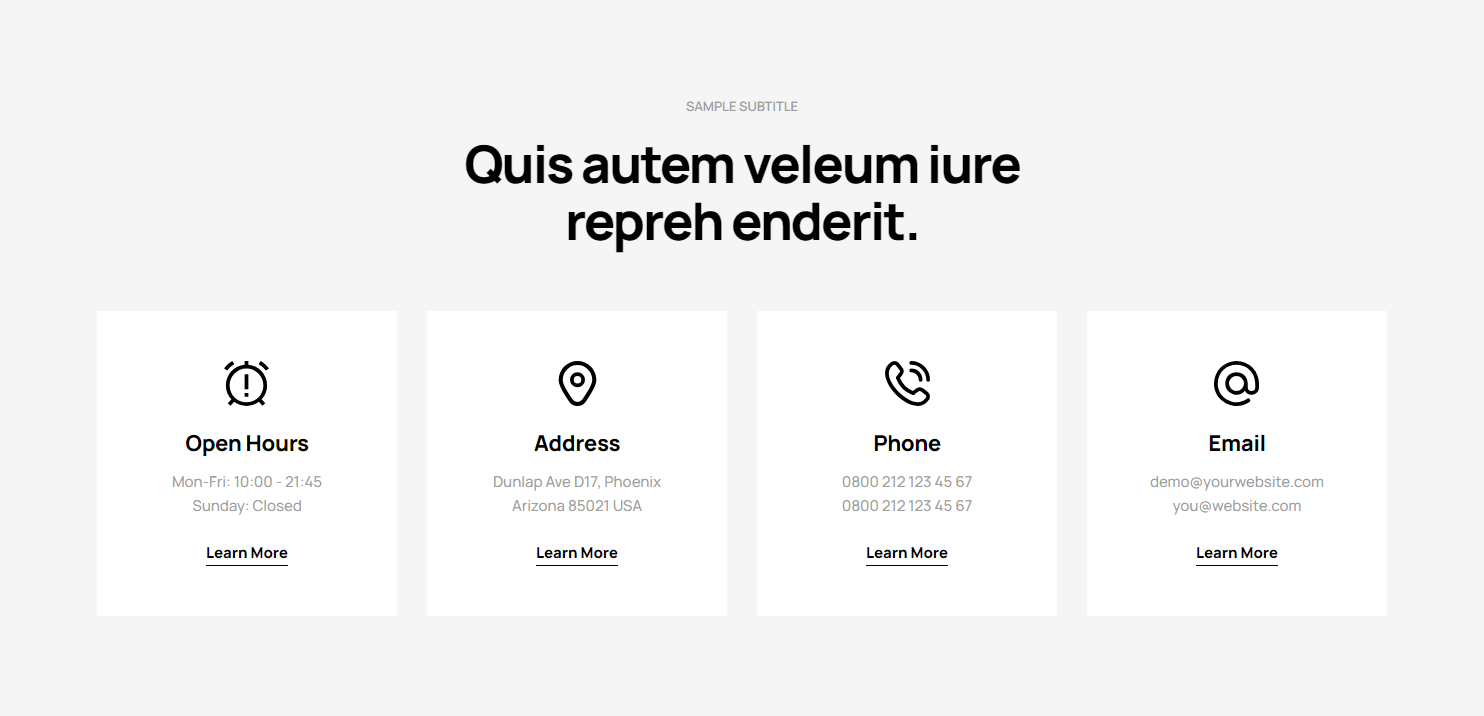 SAMPLE SUBTITLE
Quis autem veleum iure
repreh enderit.
Open Hours
Mon-Fri: 10:00 - 21:45
Sunday: Closed
Learn More
Address
Dunlap Ave D17, Phoenix
Arizona 85021 USA
Learn More
Phone
0800 212 123 45 67
0800 212 123 45 67
Learn More
Email
demo@yourwebsite.com
you@website.com
Learn More